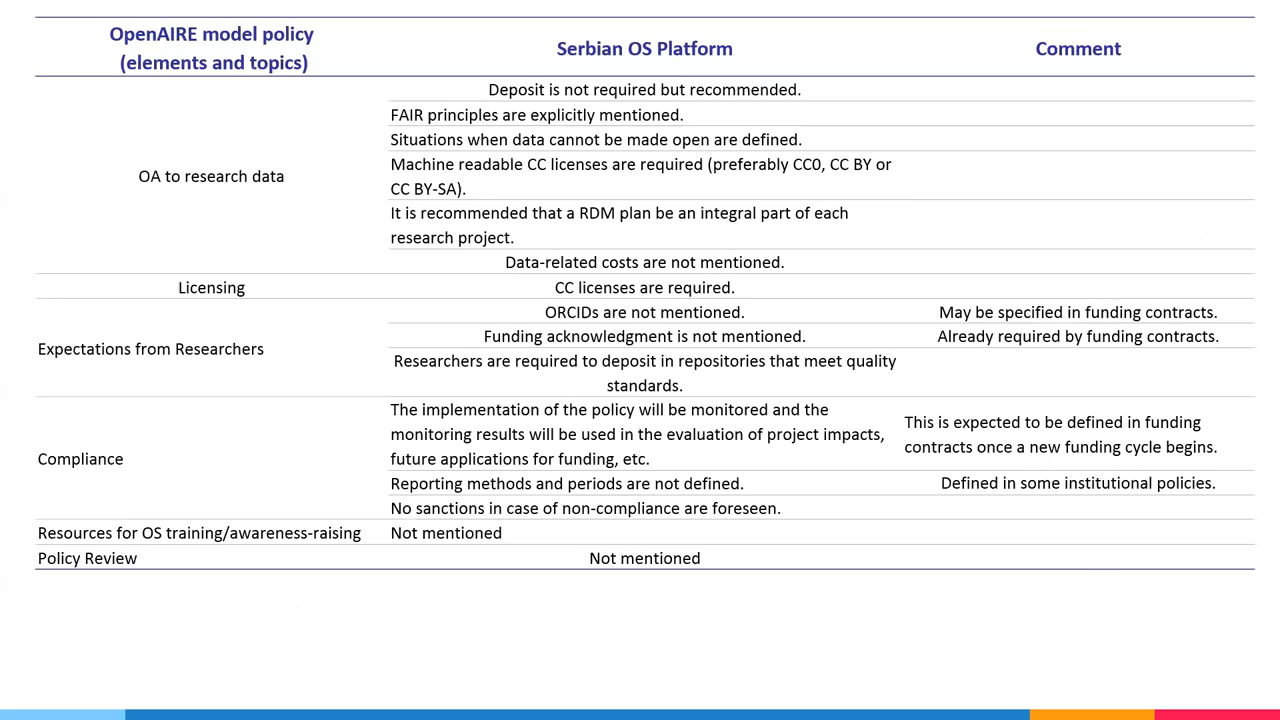 OpenAIRE model policy
(elements and topics)
Serbian OS Platform
Comment
OA to research data
Deposit is not required but recommended.
FAIR principles are explicitly mentioned.
Situations when data cannot be made open are defined.
Machine readable CC licenses are required (preferably CC0, CC BY or
CC BY-SA).
It is recommended that a RDM plan be an integral part of each
research project.
Data-related costs are not mentioned.
Licensing
CC licenses are required.
Expectations from Researchers
ORCIDs are not mentioned.
May be specified in funding contracts.
Funding acknowledgment is not mentioned.
Already required by funding contracts.
Researchers are required to deposit in repositories that meet quality
standards.
Compliance
The implementation of the policy will be monitored and the
monitoring results will be used in the evaluation of project impacts,
future applications for funding, etc.
This is expected to be defined in funding
contracts once a new funding cycle begins.
Reporting methods and periods are not defined.
Defined in some institutional policies.
No sanctions in case of non-compliance are foreseen.
Resources for OS training/awareness-raising
Not mentioned
Policy Review
Not mentioned